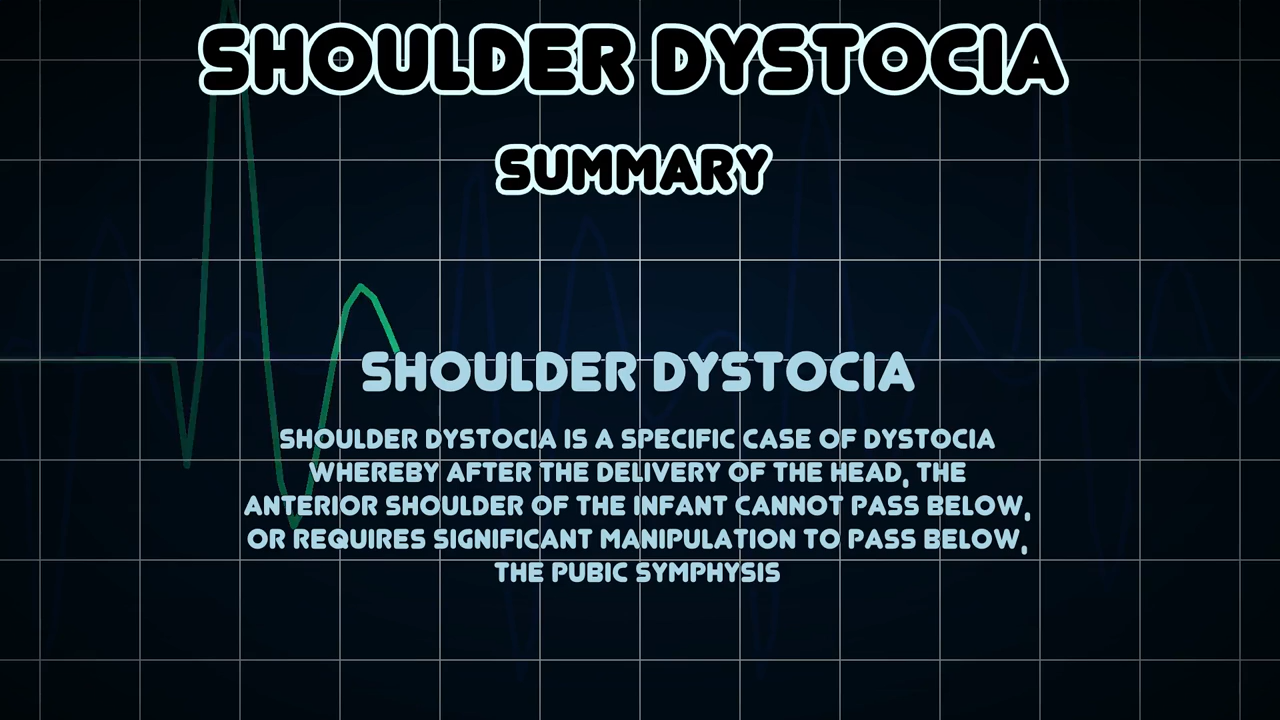 SHOULDER DYSTOCIA
SUMMARY
SHOULDER DYSTOCIA
SHOULDER DYSTOCIA IS A SPECIFIC CASE OF DYSTOCIA
WHEREBY AFTER THE DELIVERY OF THE HEAD, THE
ANTERIOR SHOULDER OF THE INFANT CANNOT PASS BELOW,
OR REQUIRES SIGNIFICANT MANIPULATION TO PASS BELOW,
THE PUBIC SYMPHYSIS